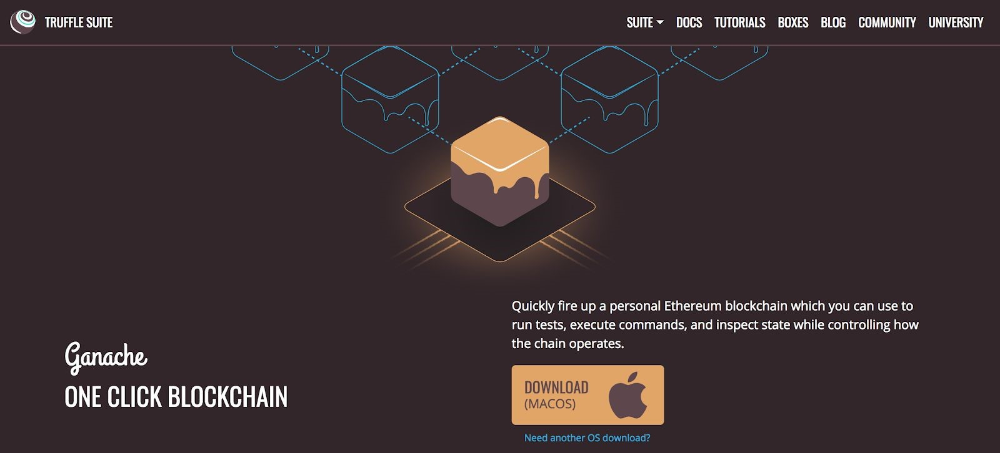 TRUFFLE SUITE
SUITE DOCS TUTORIALS BOXES BLOG COMMUNITY UNIVERSITY
Ganache
ONE CLICK BLOCKCHAIN
Quickly fire up a personal Ethereum blockchain which you can use to
run tests, execute commands, and inspect state while controlling how
the chain operates.
DOWNLOAD
(MACOS)
Need another OS download?